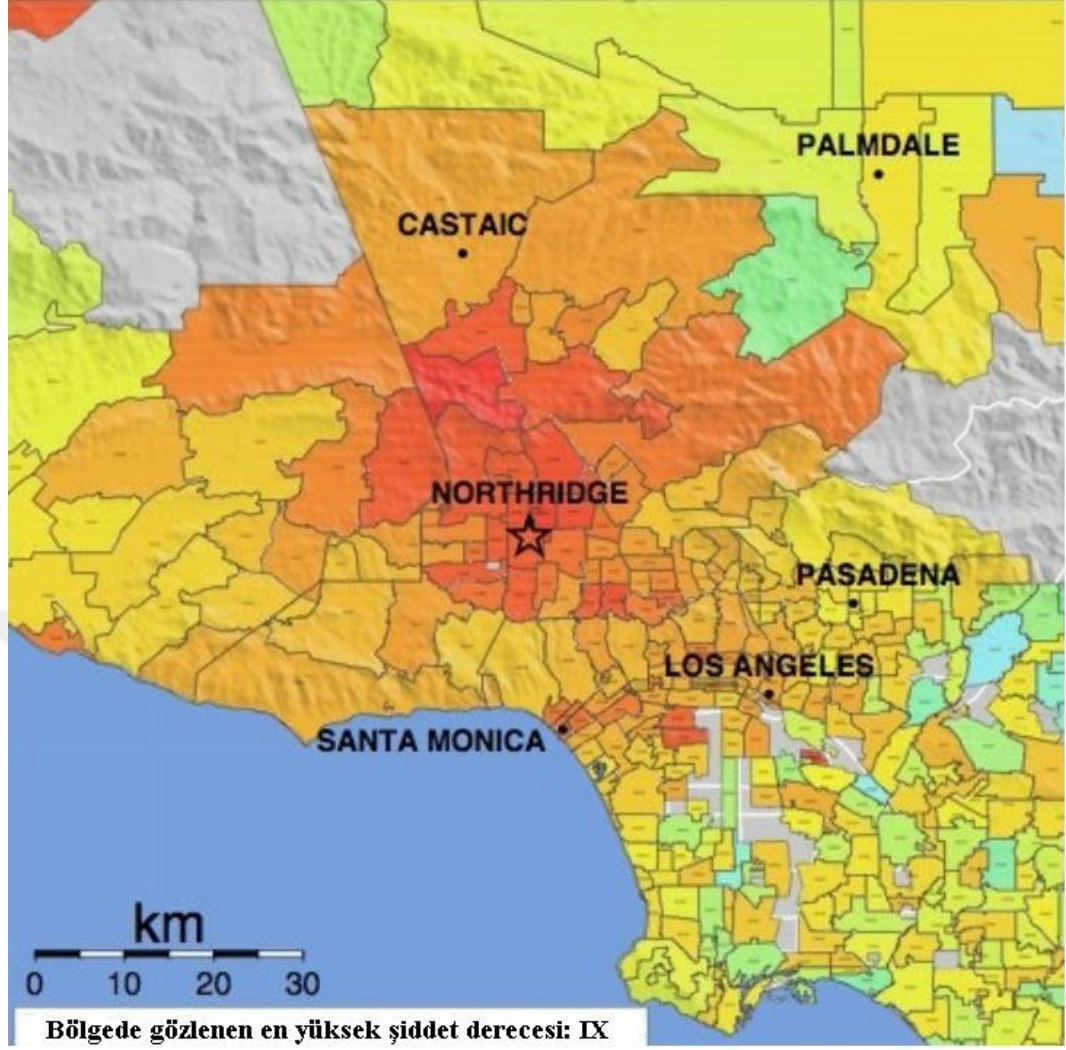 PALMDALE
CASTAIC
NORTHRIDGE
PASADENA
LOS ANGELES
SANTA MONICA
km
0 10 20 30
Bölgede gözlenen en yüksek şiddet derecesi: IX